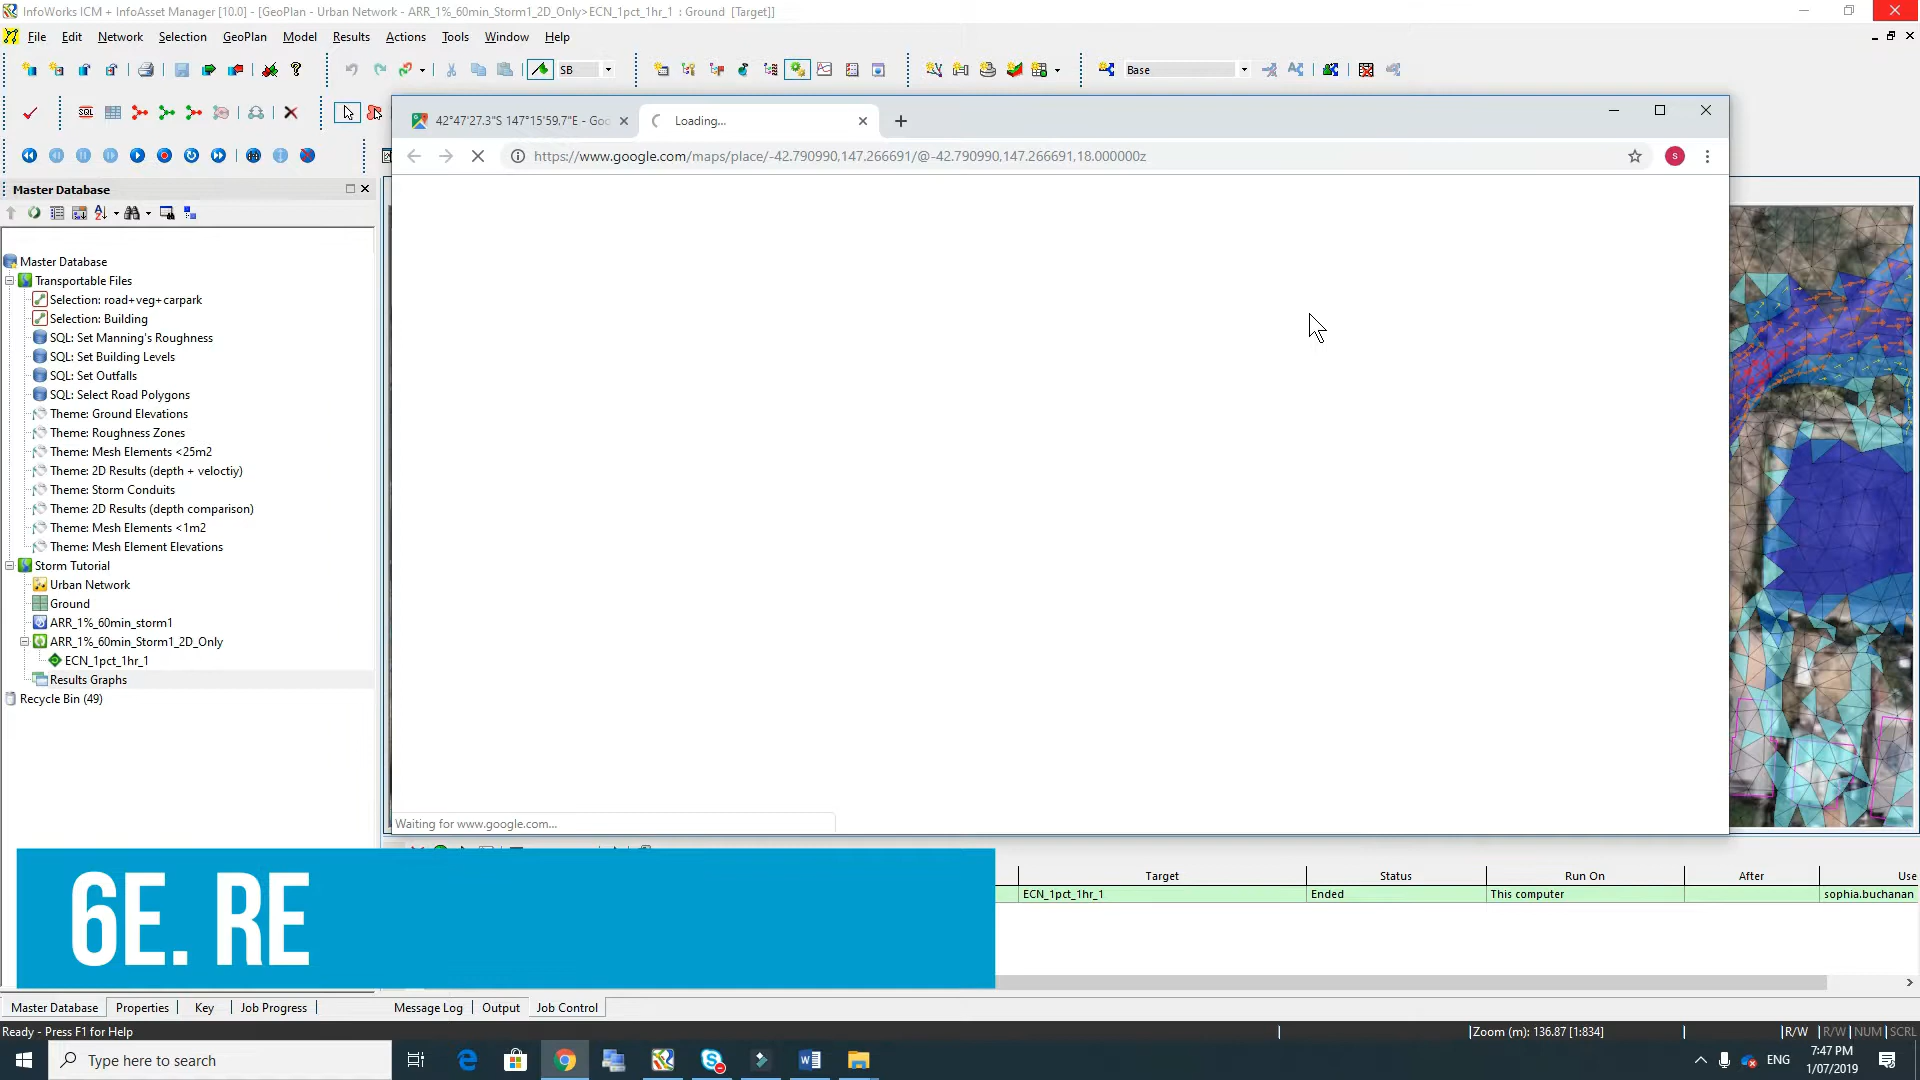 InfoWorks ICM + InfoAsset Manager [10.0] - [GeoPlan - Urban Network - ARR_1%_60min_Storm1_2D_Only>ECN_1pct_1hr_1 : Ground [Target]]
File Edit Network Selection GeoPlan Model Results Actions Tools Window Help
SB
Base
SQL
42°47'27.3"S 147°15'59.7"E - Goo
Loading...
https://www.google.com/maps/place/-42.790990,147.266691/@-42.790990,147.266691,18.000000z
s
Master Database
Master Database
Transportable Files
Selection: road+veg+carpark
Selection: Building
SQL: Set Manning's Roughness
SQL: Set Building Levels
SQL: Set Outfalls
SQL: Select Road Polygons
Theme: Ground Elevations
Theme: Roughness Zones
Theme: Mesh Elements <25m2
Theme: 2D Results (depth + veloctiy)
Theme: Storm Conduits
Theme: 2D Results (depth comparison)
Theme: Mesh Elements <1m2
Theme: Mesh Element Elevations
Storm Tutorial
Urban Network
Ground
ARR_1%_60min_storm1
ARR_1%_60min_Storm1_2D_Only
ECN_1pct_1hr_1
Results Graphs
Recycle Bin (49)
Waiting for www.google.com...
6E. RE
Target Status Run On After Use
ECN_1pct_1hr_1 Ended This computer sophia.buchanan
Master Database Properties Key Job Progress Message Log Output Job Control
Ready - Press F1 for Help
Zoom (m): 136.87 [1:834]
R/W R/W NUM SCRL
Type here to search
ENG
7:47 PM
1/07/2019